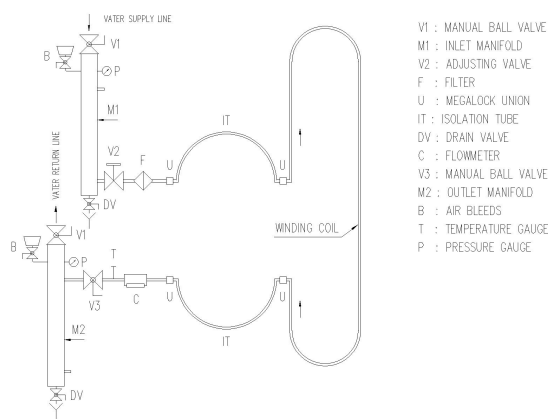 VATER SUPPLY LINE
V1
B
P
M1
IT
V2
F
U
U
DV
VATER RETURN LINE
V1
B
P
T
T
V3
C
U
U
M2
IT
DV
WINDING COIL
V1 : MANUAL BALL VALVE
M1 : INLET MANIFOLD
V2 : ADJUSTING VALVE
F : FILTER
U : MEGALOCK UNION
IT : ISOLATION TUBE
DV : DRAIN VALVE
C : FLOWMETER
V3 : MANUAL BALL VALVE
M2 : OUTLET MANIFOLD
B : AIR BLEEDS
T : TEMPERATURE GAUGE
P : PRESSURE GAUGE